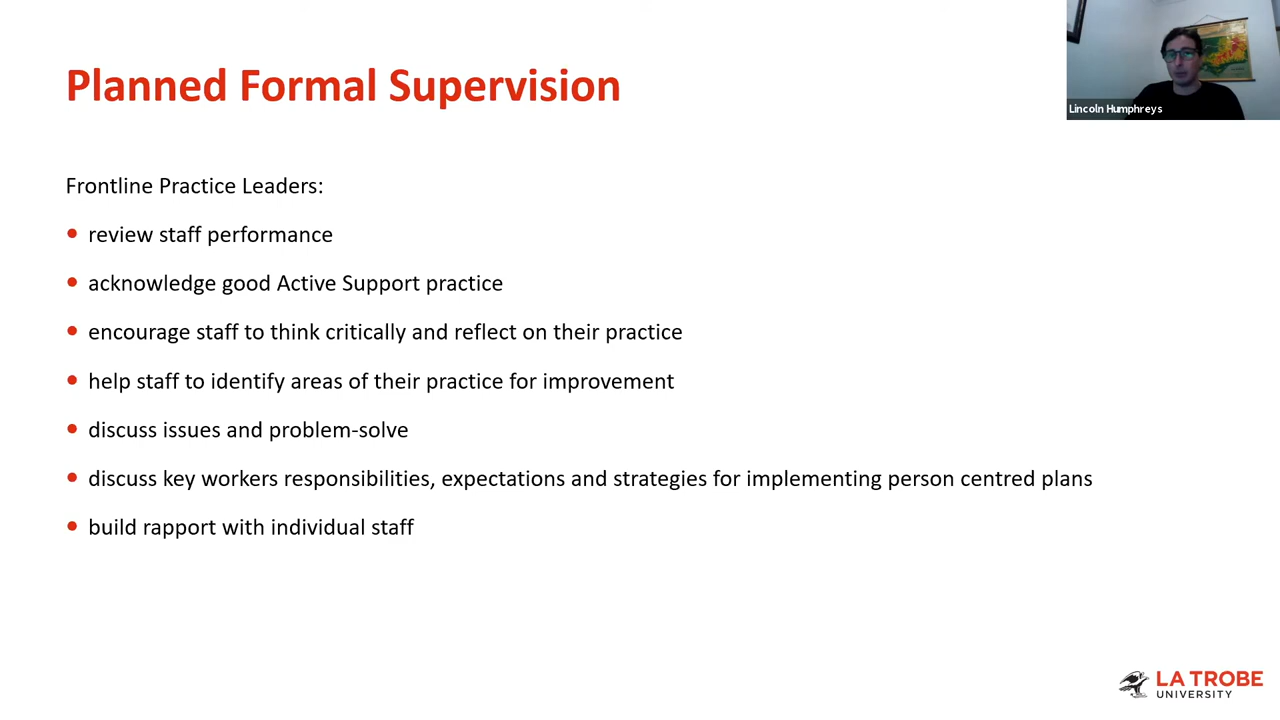 Planned Formal Supervision
Lincoln Humphreys
Frontline Practice Leaders:
• review staff performance
• acknowledge good Active Support practice
• encourage staff to think critically and reflect on their practice
• help staff to identify areas of their practice for improvement
• discuss issues and problem-solve
• discuss key workers responsibilities, expectations and strategies for implementing person centred plans
• build rapport with individual staff
LA TROBE
UNIVERSITY